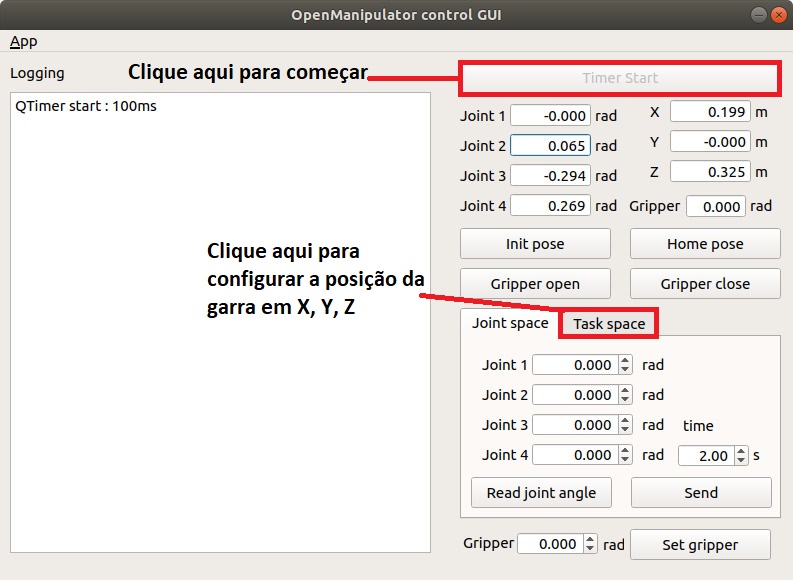 OpenManipulator control GUI
App
Logging
Clique aqui para começar
Timer Start
QTimer start : 100ms
Joint 1 -0.000 rad X 0.199 m
Joint 2 0.065 rad Y -0.000 m
Joint 3 -0.294 rad Z 0.325 m
Joint 4 0.269 rad Gripper 0.000 rad
Init pose Home pose
Gripper open Gripper close
Clique aqui para
configurar a posição da
garra em X, Y, Z
Joint space Task space
Joint 1 0.000 rad
Joint 2 0.000 rad
Joint 3 0.000 rad time
Joint 4 0.000 rad 2.00 s
Read joint angle Send
Gripper 0.000 rad Set gripper